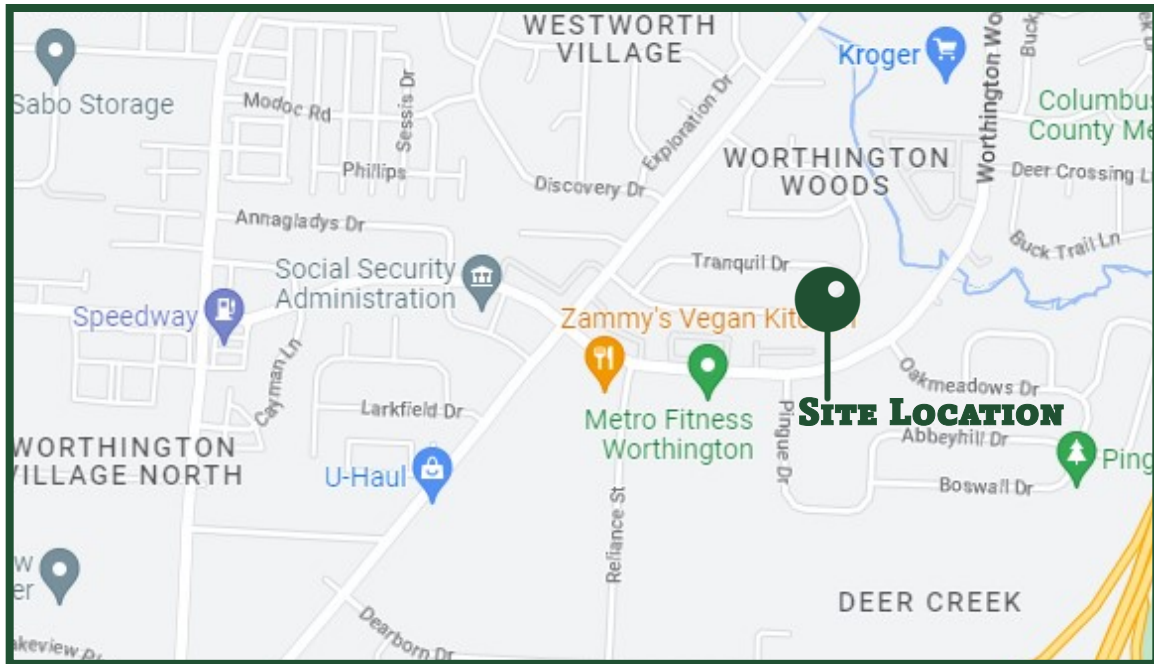 WESTWORTH
VILLAGE
Kroger
Sabo Storage
Modoc Rd
Sessis Dr
Exploration Dr
Worthington Wo
Columbus
County Me
Phillips
Discovery Dr
WORTHINGTON
WOODS
Deer Crossing Ln
Annagladys Dr
Buck Trail Ln
Social Security
Administration
Tranquil Dr
Speedway
Zammy's Vegan Kit n
Cayman Ln
Oakmeadows Dr
Larkfield Dr
Metro Fitness
Worthington
Pingue Dr
SITE LOCATION
Abbeyhill Dr
WORTHINGTON
VILLAGE NORTH
U-Haul
Ping
Boswall Dr
Reliance St
DEER CREEK
Dearborn Dr